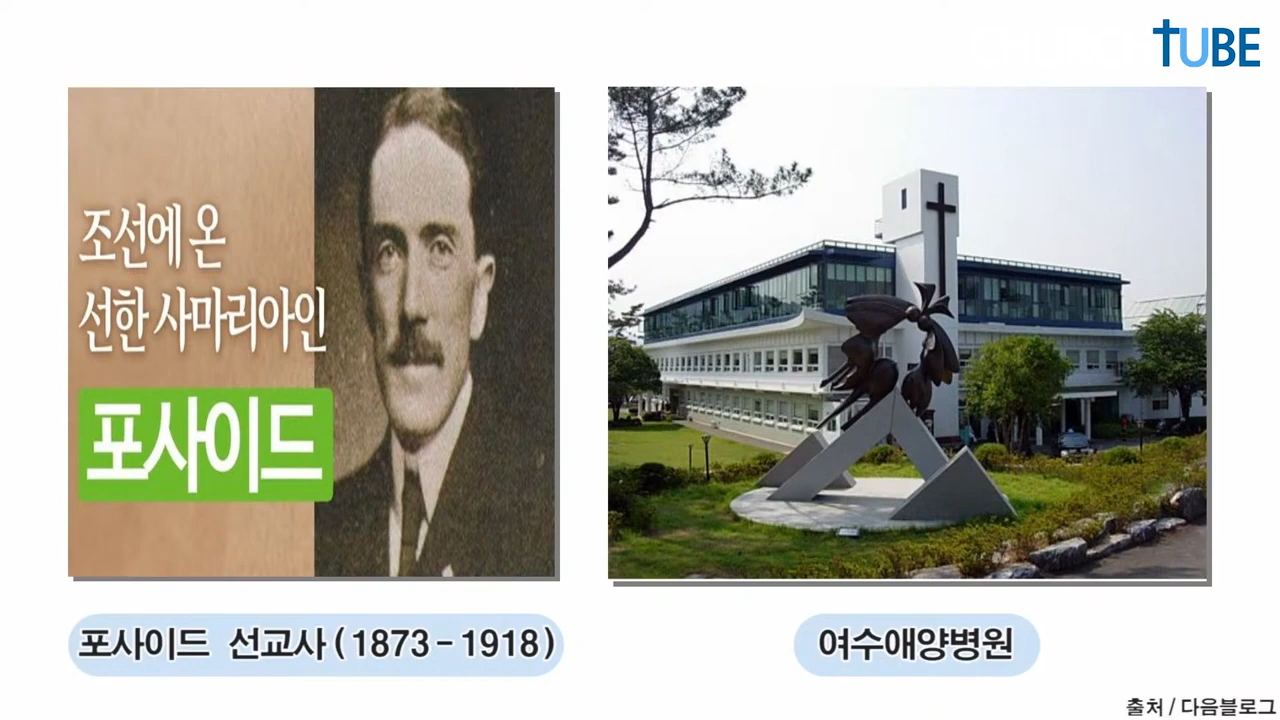 CHURCH TUBE
조선에 온
선한 사마리아인
포사이드
포사이드 선교사 ( 1873 - 1918 )
여수애양병원
출처 / 다음블로그